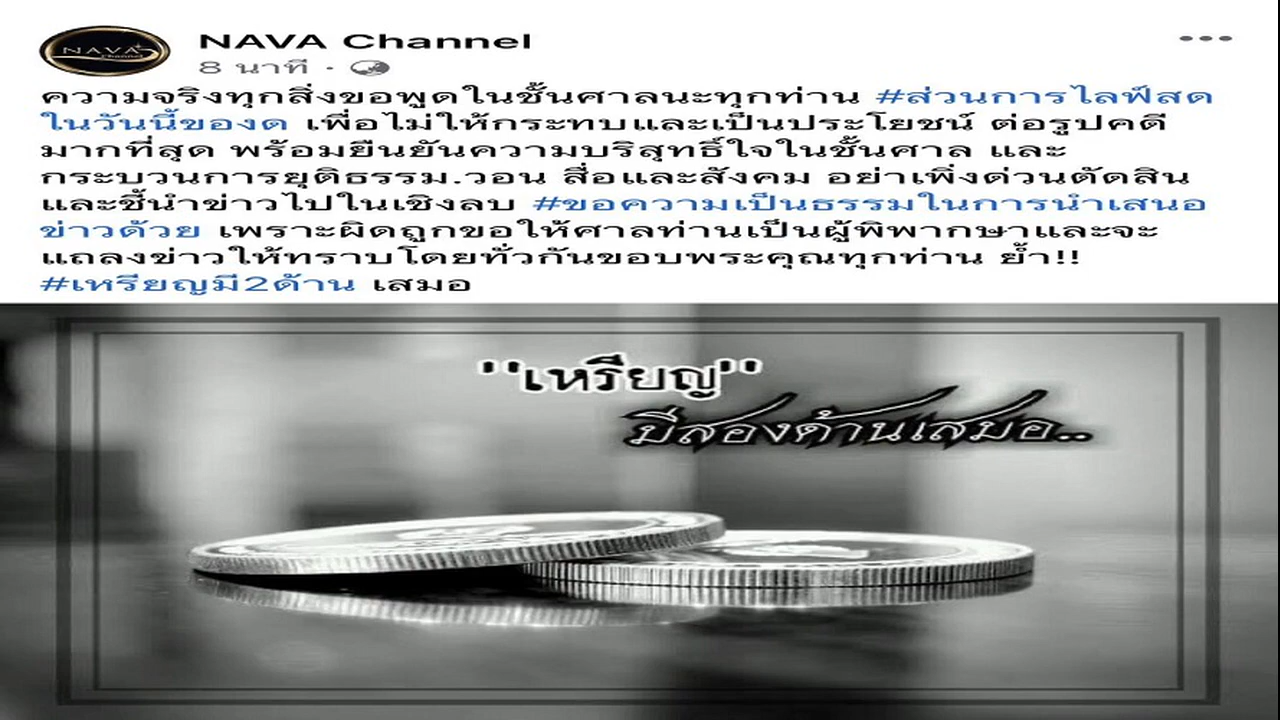 NAVA
Channel
NAVA Channel
8 นาที ·
ความจริงทุกสิ่งขอพูดในชั้นศาลนะทุกท่าน #ส่วนการไลฟ์สด
ในวันนี้ของด เพื่อไม่ให้กระทบและเป็นประโยชน์ ต่อรูปคดี
มากที่สุด พร้อมยืนยันความบริสุทธิ์ใจในชั้นศาล และ
กระบวนการยุติธรรม.วอน สื่อและสังคม อย่าเพิ่งด่วนตัดสิน
และชี้นำข่าวไปในเชิงลบ #ขอความเป็นธรรมในการนำเสนอ
ข่าวด้วย เพราะผิดถูกขอให้ศาลท่านเป็นผู้พิพากษาและจะ
แถลงข่าวให้ทราบโดยทั่วกันขอบพระคุณทุกท่าน ย้ำ!!
#เหรียญมี2ด้าน เสมอ
''เหรียญ''
มีสองด้านเสมอ..